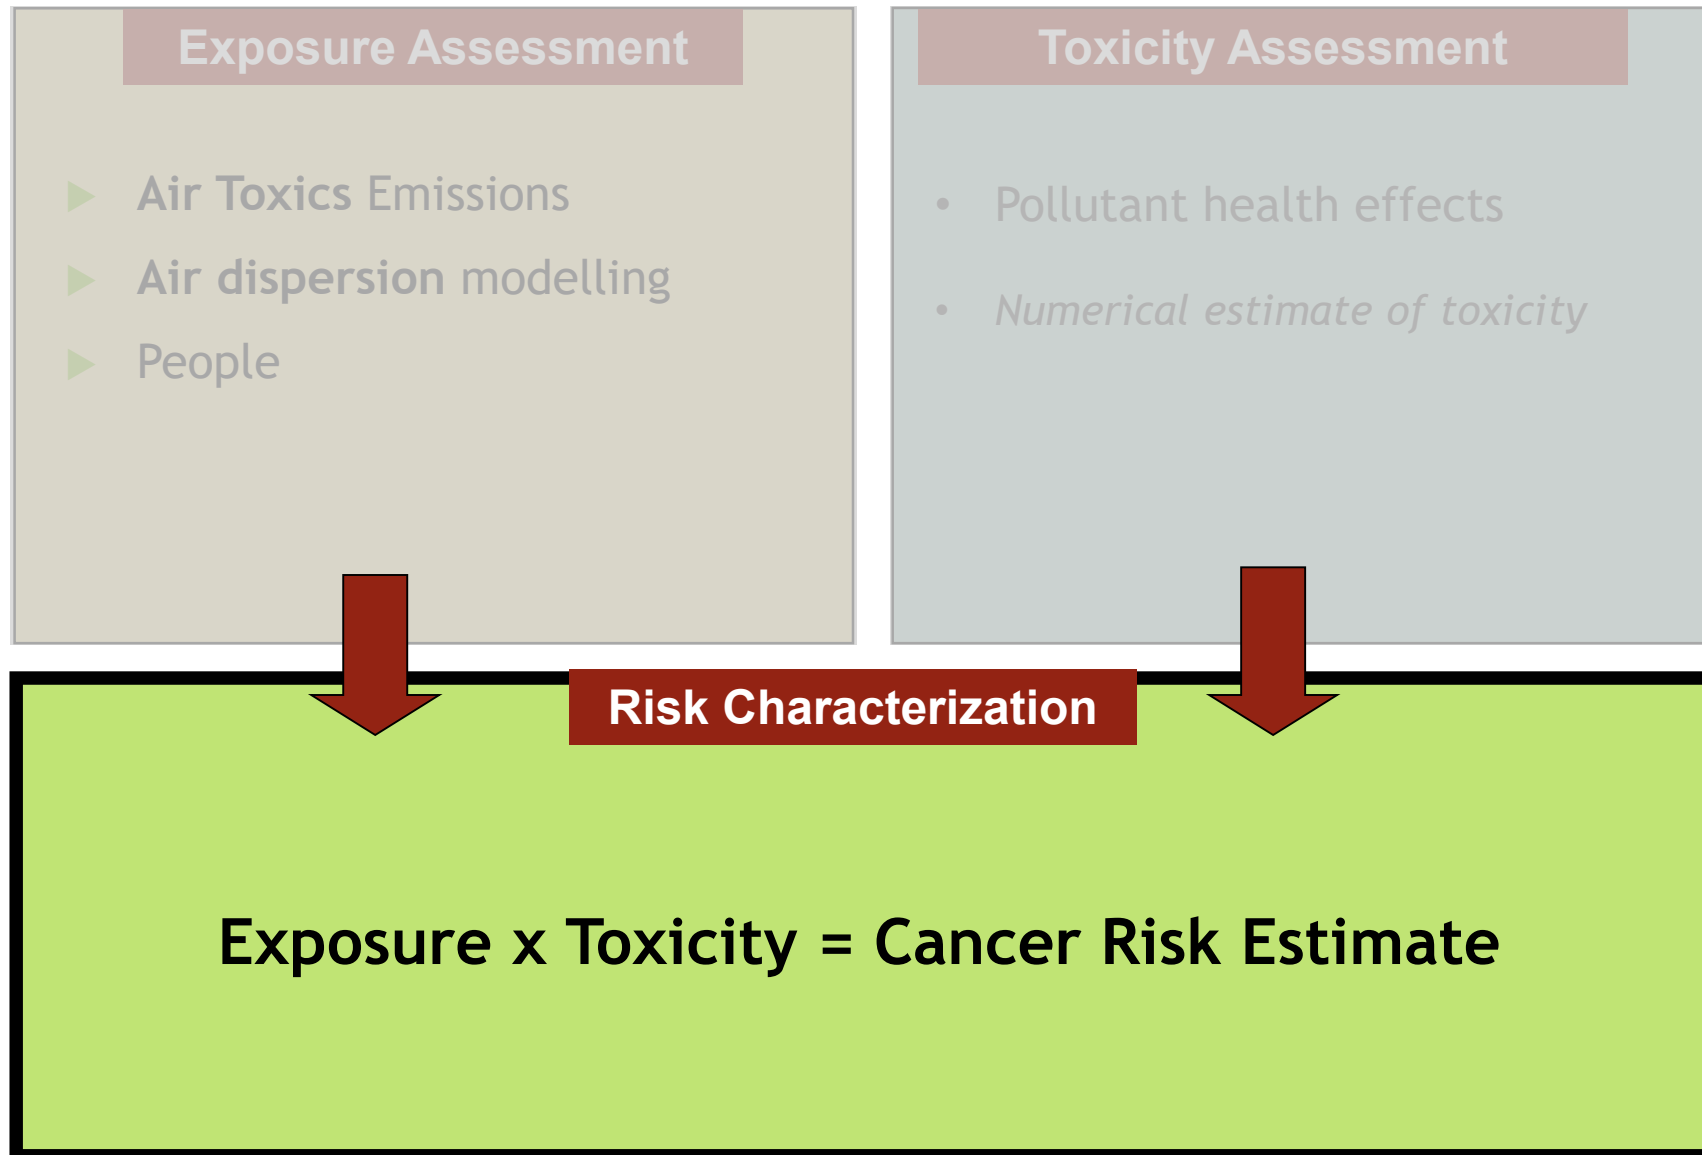 Exposure Assessment
Air Toxics Emissions
Air dispersion modelling
People
Toxicity Assessment
• Pollutant health effects
• Numerical estimate of toxicity
Risk Characterization
Exposure x Toxicity = Cancer Risk Estimate